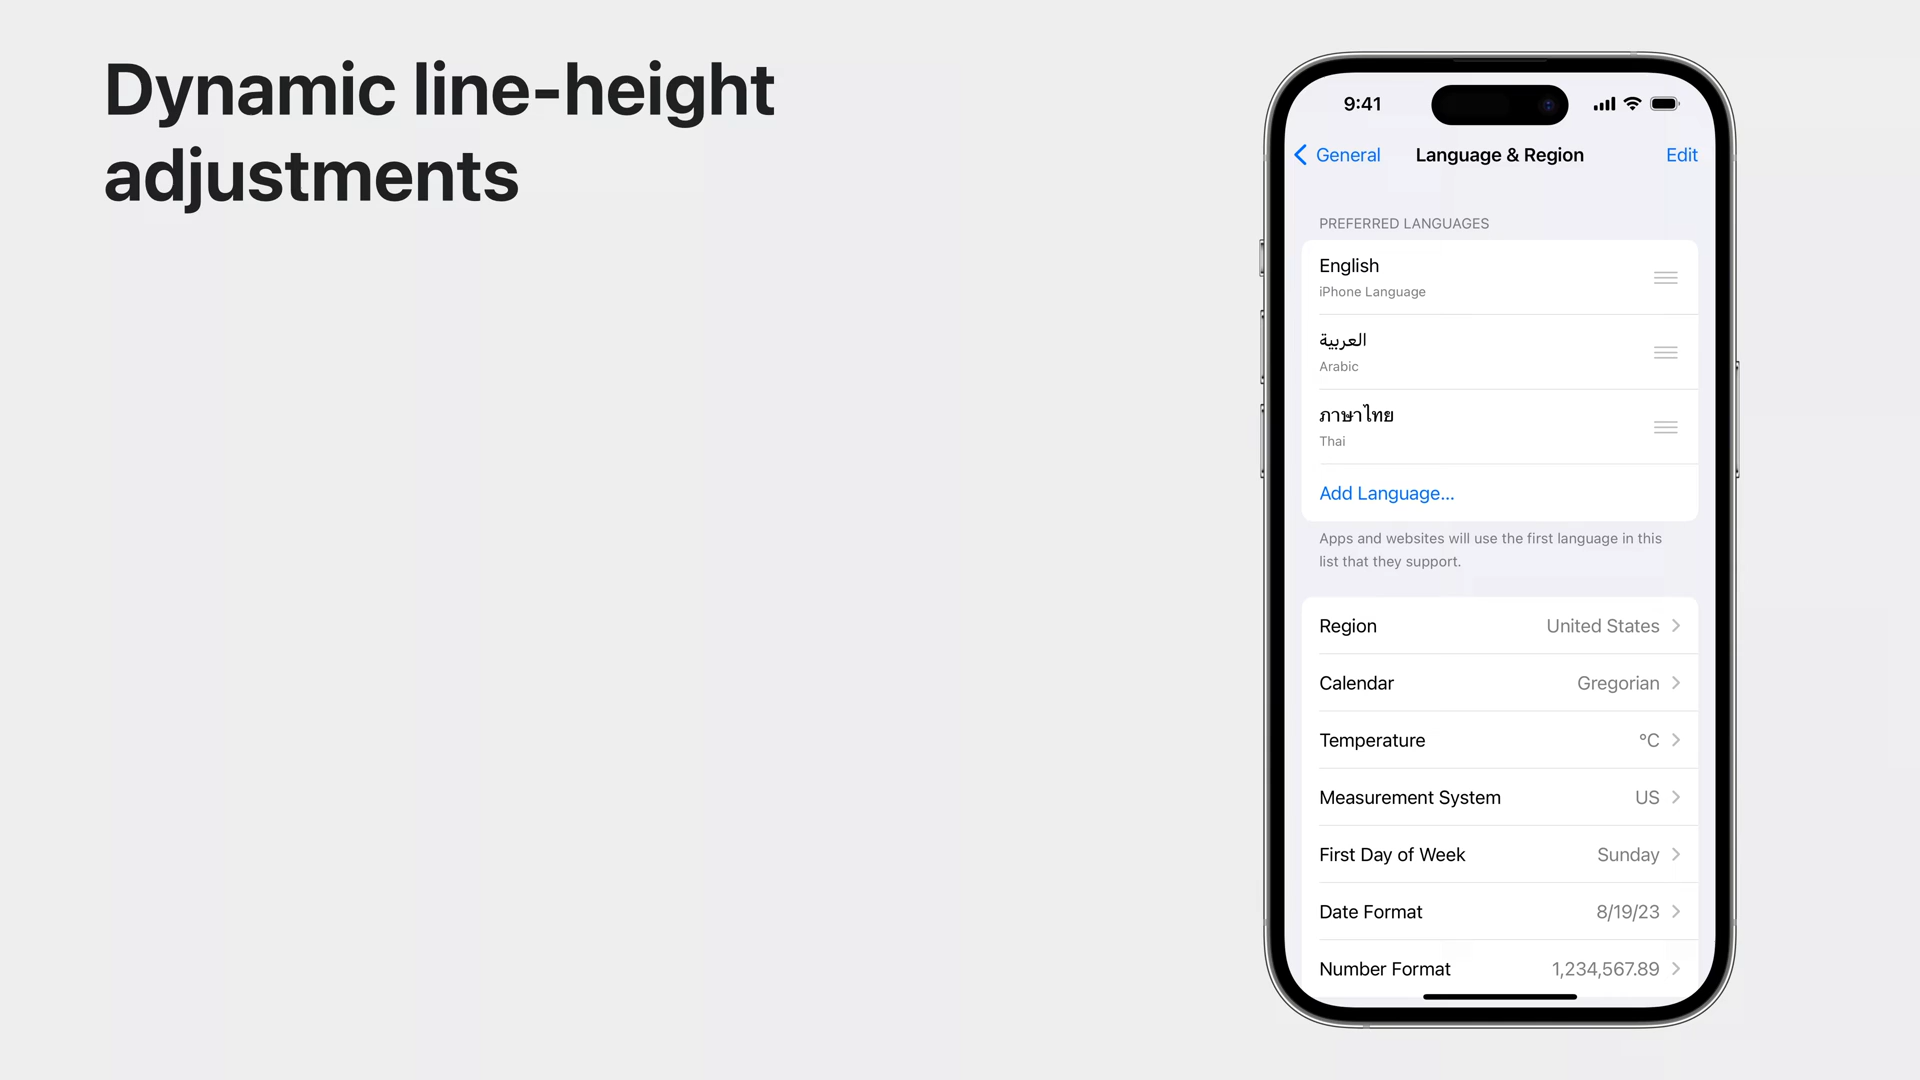 Dynamic line-height
adjustments
9:41
General
Language & Region
Edit
PREFERRED LANGUAGES
English
iPhone Language
العربية
Arabic
ภาษาไทย
Thai
Add Language...
Apps and websites will use the first language in this
list that they support.
Region
United States
Calendar
Gregorian
Temperature
°C
Measurement System
US
First Day of Week
Sunday
Date Format
8/19/23
Number Format
1,234,567.89